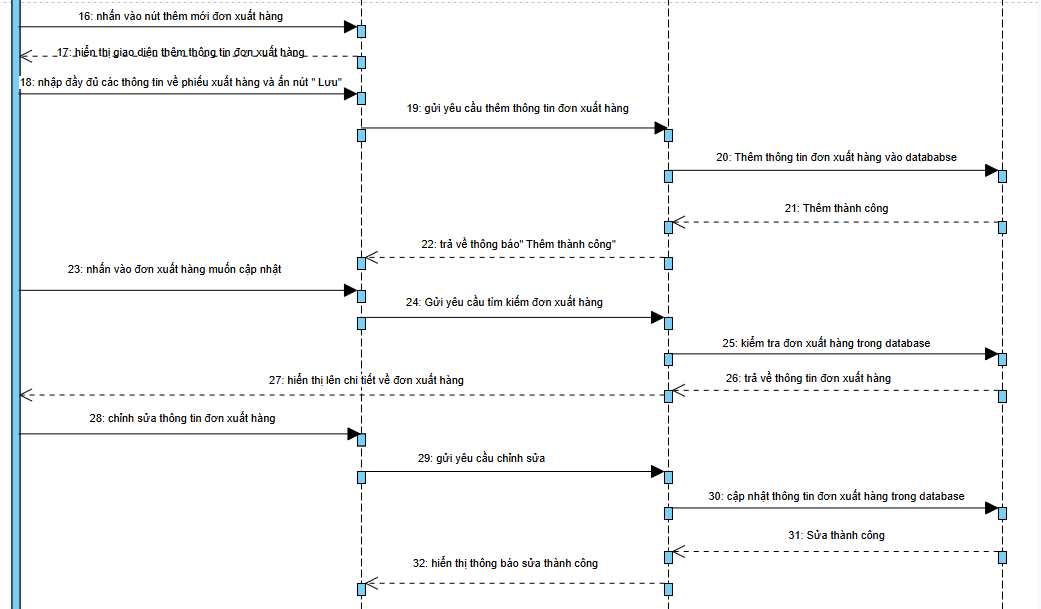 16: nhấn vào nút thêm mới đơn xuất hàng
17: hiển thị giao diện thêm thông tin đơn xuất hàng
18: nhập đầy đủ các thông tin về phiếu xuất hàng và ấn nút " Lưu"
19: gửi yêu cầu thêm thông tin đơn xuất hàng
20: Thêm thông tin đơn xuất hàng vào datababse
21: Thêm thành công
22: trả về thông báo" Thêm thành công"
23: nhấn vào đơn xuất hàng muốn cập nhật
24: Gửi yêu cầu tìm kiếm đơn xuất hàng
25: kiểm tra đơn xuất hàng trong database
26: trả về thông tin đơn xuất hàng
27: hiển thị lên chi tiết về đơn xuất hàng
28: chỉnh sửa thông tin đơn xuất hàng
29: gửi yêu cầu chỉnh sửa
30: cập nhật thông tin đơn xuất hàng trong database
31: Sửa thành công
32: hiển thị thông báo sửa thành công